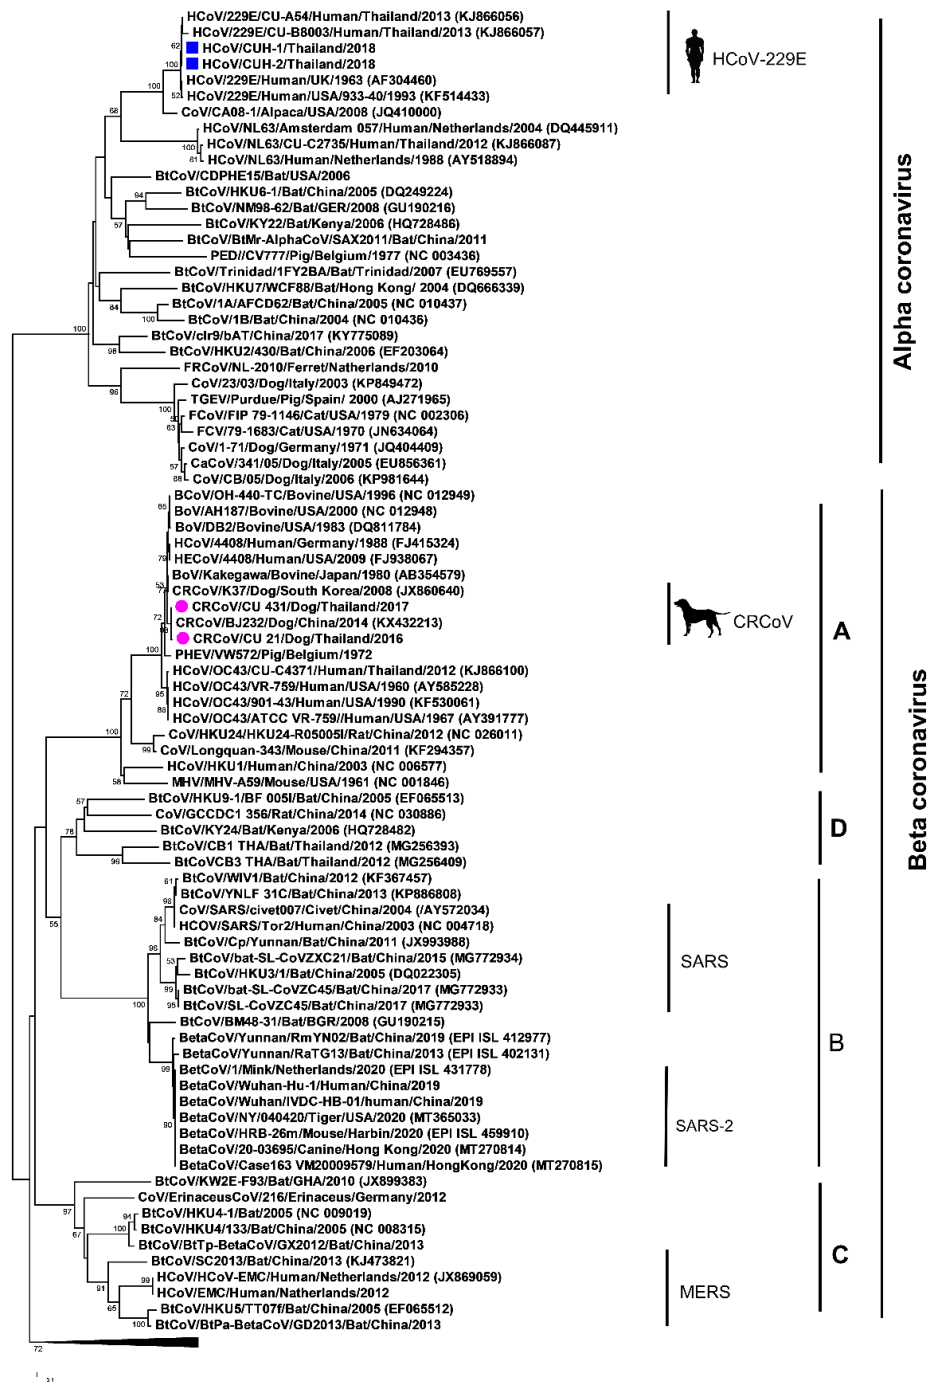 HCoV/229E/CU-A54/Human/Thailand/2013 (KJ866056)
HCoV/229E/CU-B8003/Human/Thailand/2013 (KJ866057)
62
HCoV/CUH-1/Thailand/2018
HCoV-229E
100
HCoV/CUH-2/Thailand/2018
HCoV/229E/Human/UK/1963 (AF304460)
100
52
HCoV/229E/Human/USA/933-40/1993 (KF514433)
68
CoV/CA08-1/Alpaca/USA/2008 (JQ410000)
HCoV/NL63/Amsterdam 057/Human/Netherlands/2004 (DQ445911)
100
HCoV/NL63/CU-C2735/Human/Thailand/2012 (KJ866087)
61
HCoV/NL63/Human/Netherlands/1988 (AY518894)
BtCoV/CDPHE15/Bat/USA/2006
94
BtCoV/HKU6-1/Bat/China/2005 (DQ249224)
BtCoV/NM98-62/Bat/GER/2008 (GU190216)
57
BtCoV/KY22/Bat/Kenya/2006 (HQ728486)
BtCoV/BtMr-AlphaCoV/SAX2011/Bat/China/2011
PED//CV777/Pig/Belgium/1977 (NC 003436)
Alpha coronavirus
BtCoV/Trinidad/1FY2BA/Bat/Trinidad/2007 (EU769557)
BtCoV/HKU7/WCF88/Bat/Hong Kong/ 2004 (DQ666339)
84
BtCoV/1A/AFCD62/Bat/China/2005 (NC 010437)
100
BtCoV/1B/Bat/China/2004 (NC 010436)
100
BtCoV/clr9/bAT/China/2017 (KY775089)
98
BtCoV/HKU2/430/Bat/China/2006 (EF203064)
FRCoV/NL-2010/Ferret/Natherlands/2010
96
CoV/23/03/Dog/Italy/2003 (KP849472)
TGEV/Purdue/Pig/Spain/ 2000 (AJ271965)
100
FCoV/FIP 79-1146/Cat/USA/1979 (NC 002306)
63
FCV/79-1683/Cat/USA/1970 (JN634064)
CoV/1-71/Dog/Germany/1971 (JQ404409)
57
CaCoV/341/05/Dog/Italy/2005 (EU856361)
68
CoV/CB/05/Dog/Italy/2006 (KP981644)
BCoV/OH-440-TC/Bovine/USA/1996 (NC 012949)
65
BoV/AH187/Bovine/USA/2000 (NC 012948)
BoV/DB2/Bovine/USA/1983 (DQ811784)
HCoV/4408/Human/Germany/1988 (FJ415324)
79
HECoV/4408/Human/USA/2009 (FJ938067)
BoV/Kakegawa/Bovine/Japan/1980 (AB354579)
53
CRCoV/K37/Dog/South Korea/2008 (JX860640)
CRCoV/CU 431/Dog/Thailand/2017
72
CRCoV/BJ232/Dog/China/2014 (KX432213)
CRCoV
A
CRCoV/CU 21/Dog/Thailand/2016
100
PHEV/VW572/Pig/Belgium/1972
HCoV/OC43/CU-C4371/Human/Thailand/2012 (KJ866100)
HCoV/OC43/VR-759/Human/USA/1960 (AY585228)
95
72
HCoV/OC43/901-43/Human/USA/1990 (KF530061)
88
HCoV/OC43/ATCC VR-759//Human/USA/1967 (AY391777)
100
CoV/HKU24/HKU24-R05005I/Rat/China/2012 (NC 026011)
99
CoV/Longquan-343/Mouse/China/2011 (KF294357)
HCoV/HKU1/Human/China/2003 (NC 006577)
58
MHV/MHV-A59/Mouse/USA/1961 (NC 001846)
Beta coronavirus
57
BtCoV/HKU9-1/BF 005I/Bat/China/2005 (EF065513)
CoV/GCCDC1 356/Rat/China/2014 (NC 030886)
78
BtCoV/KY24/Bat/Kenya/2006 (HQ728482)
D
BtCoV/CB1 THA/Bat/Thailand/2012 (MG256393)
99
BtCoVCB3 THA/Bat/Thailand/2012 (MG256409)
61
BtCoV/WIV1/Bat/China/2012 (KF367457)
BtCoV/YNLF 31C/Bat/China/2013 (KP886808)
98
CoV/SARS/civet007/Civet/China/2004 (/AY572034)
84
55
HCOV/SARS/Tor2/Human/China/2003 (NC 004718)
BtCoV/Cp/Yunnan/Bat/China/2011 (JX993988)
96
53
BtCoV/bat-SL-CoVZXC21/Bat/China/2015 (MG772934)
SARS
BtCoV/HKU3/1/Bat/China/2005 (DQ022305)
99
BtCoV/bat-SL-CoVZC45/Bat/China/2017 (MG772933)
100
95
BtCoV/SL-CoVZC45/Bat/China/2017 (MG772933)
BtCoV/BM48-31/Bat/BGR/2008 (GU190215)
BetaCoV/Yunnan/RmYN02/Bat/China/2019 (EPI ISL 412977)
B
BetaCoV/Yunnan/RaTG13/Bat/China/2013 (EPI ISL 402131)
99
BetCoV/1/Mink/Netherlands/2020 (EPI ISL 431778)
BetaCoV/Wuhan-Hu-1/Human/China/2019
BetaCoV/Wuhan/IVDC-HB-01/human/China/2019
BetaCoV/NY/040420/Tiger/USA/2020 (MT365033)
90
SARS-2
BetaCoV/HRB-26m/Mouse/Harbin/2020 (EPI ISL 459910)
BetaCoV/20-03695/Canine/Hong Kong/2020 (MT270814)
BetaCoV/Case163 VM20009579/Human/HongKong/2020 (MT270815)
BtCoV/KW2E-F93/Bat/GHA/2010 (JX899383)
CoV/ErinaceusCoV/216/Erinaceus/Germany/2012
97
94
BtCoV/HKU4-1/Bat/2005 (NC 009019)
100
BtCoV/HKU4/133/Bat/China/2005 (NC 008315)
67
BtCoV/BtTp-BetaCoV/GX2012/Bat/China/2013
C
BtCoV/SC2013/Bat/China/2013 (KJ473821)
99
HCoV/HCoV-EMC/Human/Netherlands/2012 (JX869059)
91
HCoV/EMC/Human/Natherlands/2012
MERS
65
BtCoV/HKU5/TT07f/Bat/China/2005 (EF065512)
100
BtCoV/BtPa-BetaCoV/GD2013/Bat/China/2013
72